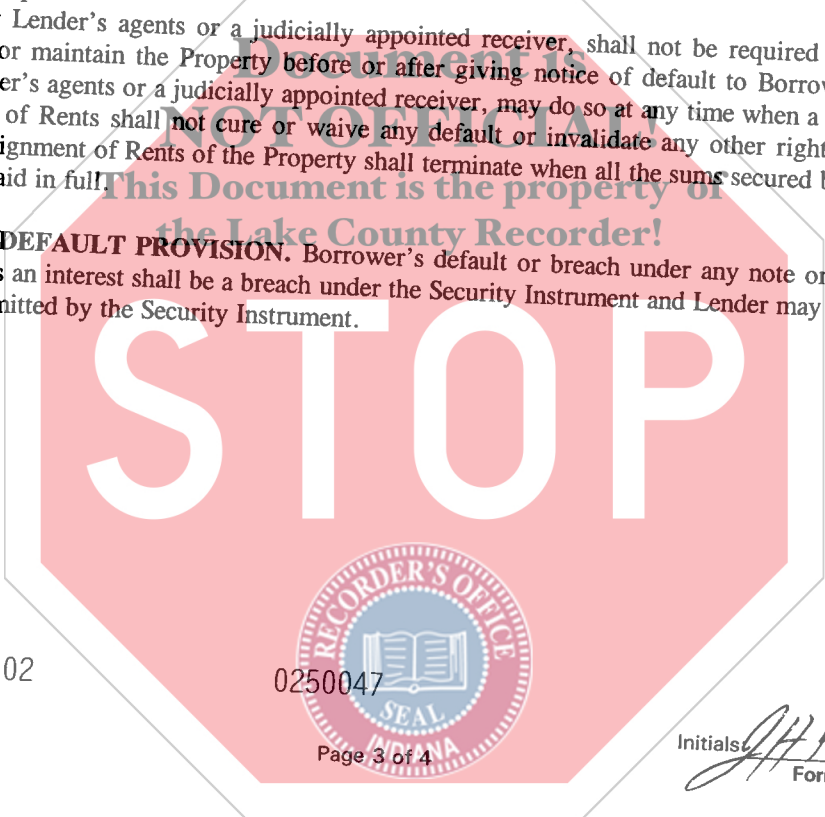 Lender's agents or a judicially appointed receiver, shall not be required
or maintain the Property before or after giving notice of default to Borrow
er's agents or a judicially appointed receiver, may do so at any time when a
of Rents shall not cure or waive any default or invalidate any other right
ignment of Rents of the Property shall terminate when all the sums secured b
aid in full.
Document is
NOT OFFICIAL!
This Document is the property of
the Lake County Recorder!
DEFAULT PROVISION. Borrower's default or breach under any note or
s an interest shall be a breach under the Security Instrument and Lender may
nitted by the Security Instrument.
STOP
RECORDER'S OFFICE
SEAL
INDIANA
02
0250047
Page 3 of 4
Initials:
For